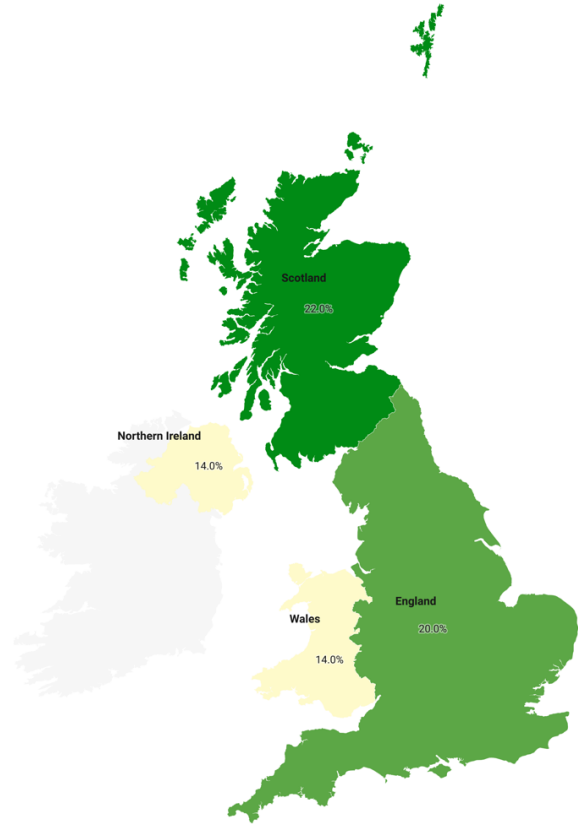 Scotland
22.0%
Northern Ireland
14.0%
England
20.0%
Wales
14.0%